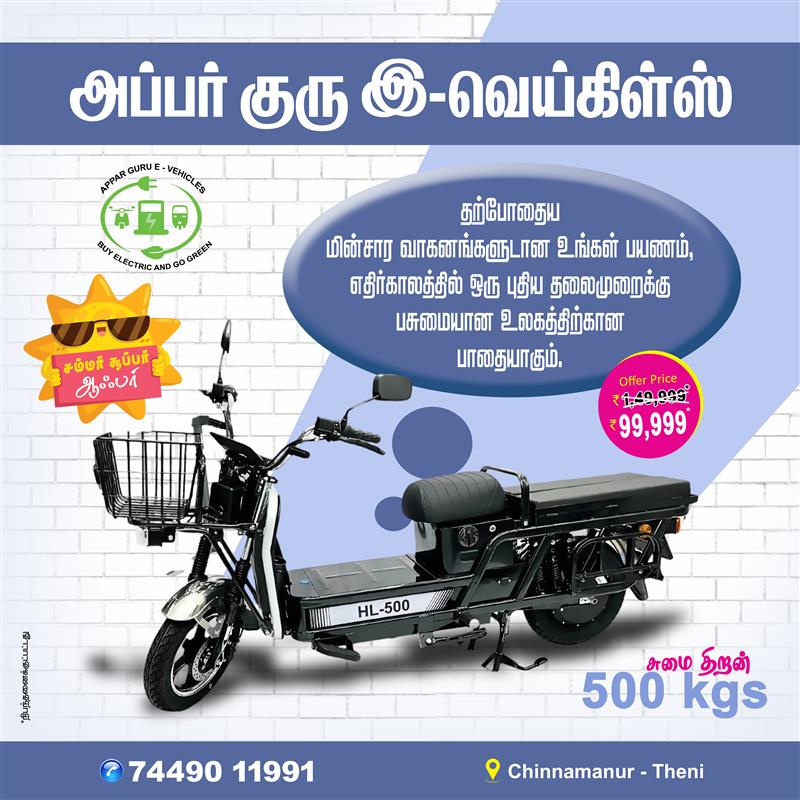 அப்பர் குரு இ-வெய்கிள்ஸ்
APPAR GURU E - VEHICLES
BUY ELECTRIC AND GO GREEN
தற்போதைய
மின்சார வாகனங்களுடான உங்கள் பயணம்,
எதிர்காலத்தில் ஒரு புதிய தலைமுறைக்கு
பசுமையான உலகத்திற்கான
பாதையாகும்.
சம்மர் சூப்பர்
ஆஃபர்
Offer Price
₹ 1,49,999*
₹ 99,999*
HL-500
சுமை திறன்
500 kgs
*நிபந்தனைக்குட்பட்டது
74490 11991
Chinnamanur - Theni